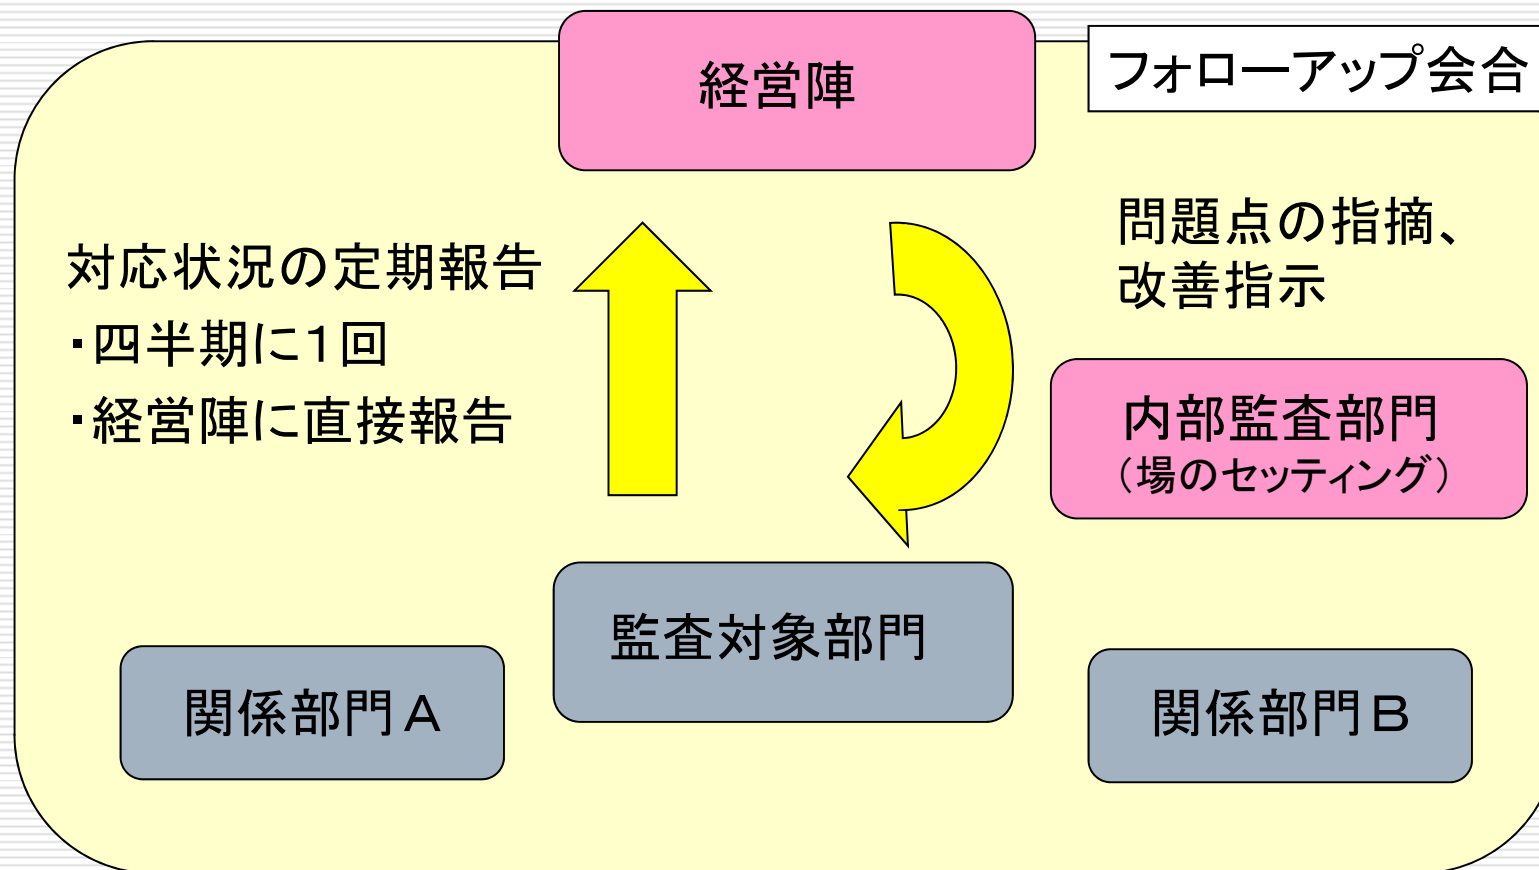 経営陣
フォローアップ会合
対応状況の定期報告
・四半期に１回
・経営陣に直接報告
問題点の指摘、
改善指示
内部監査部門
（場のセッティング）
監査対象部門
関係部門Ａ
関係部門Ｂ